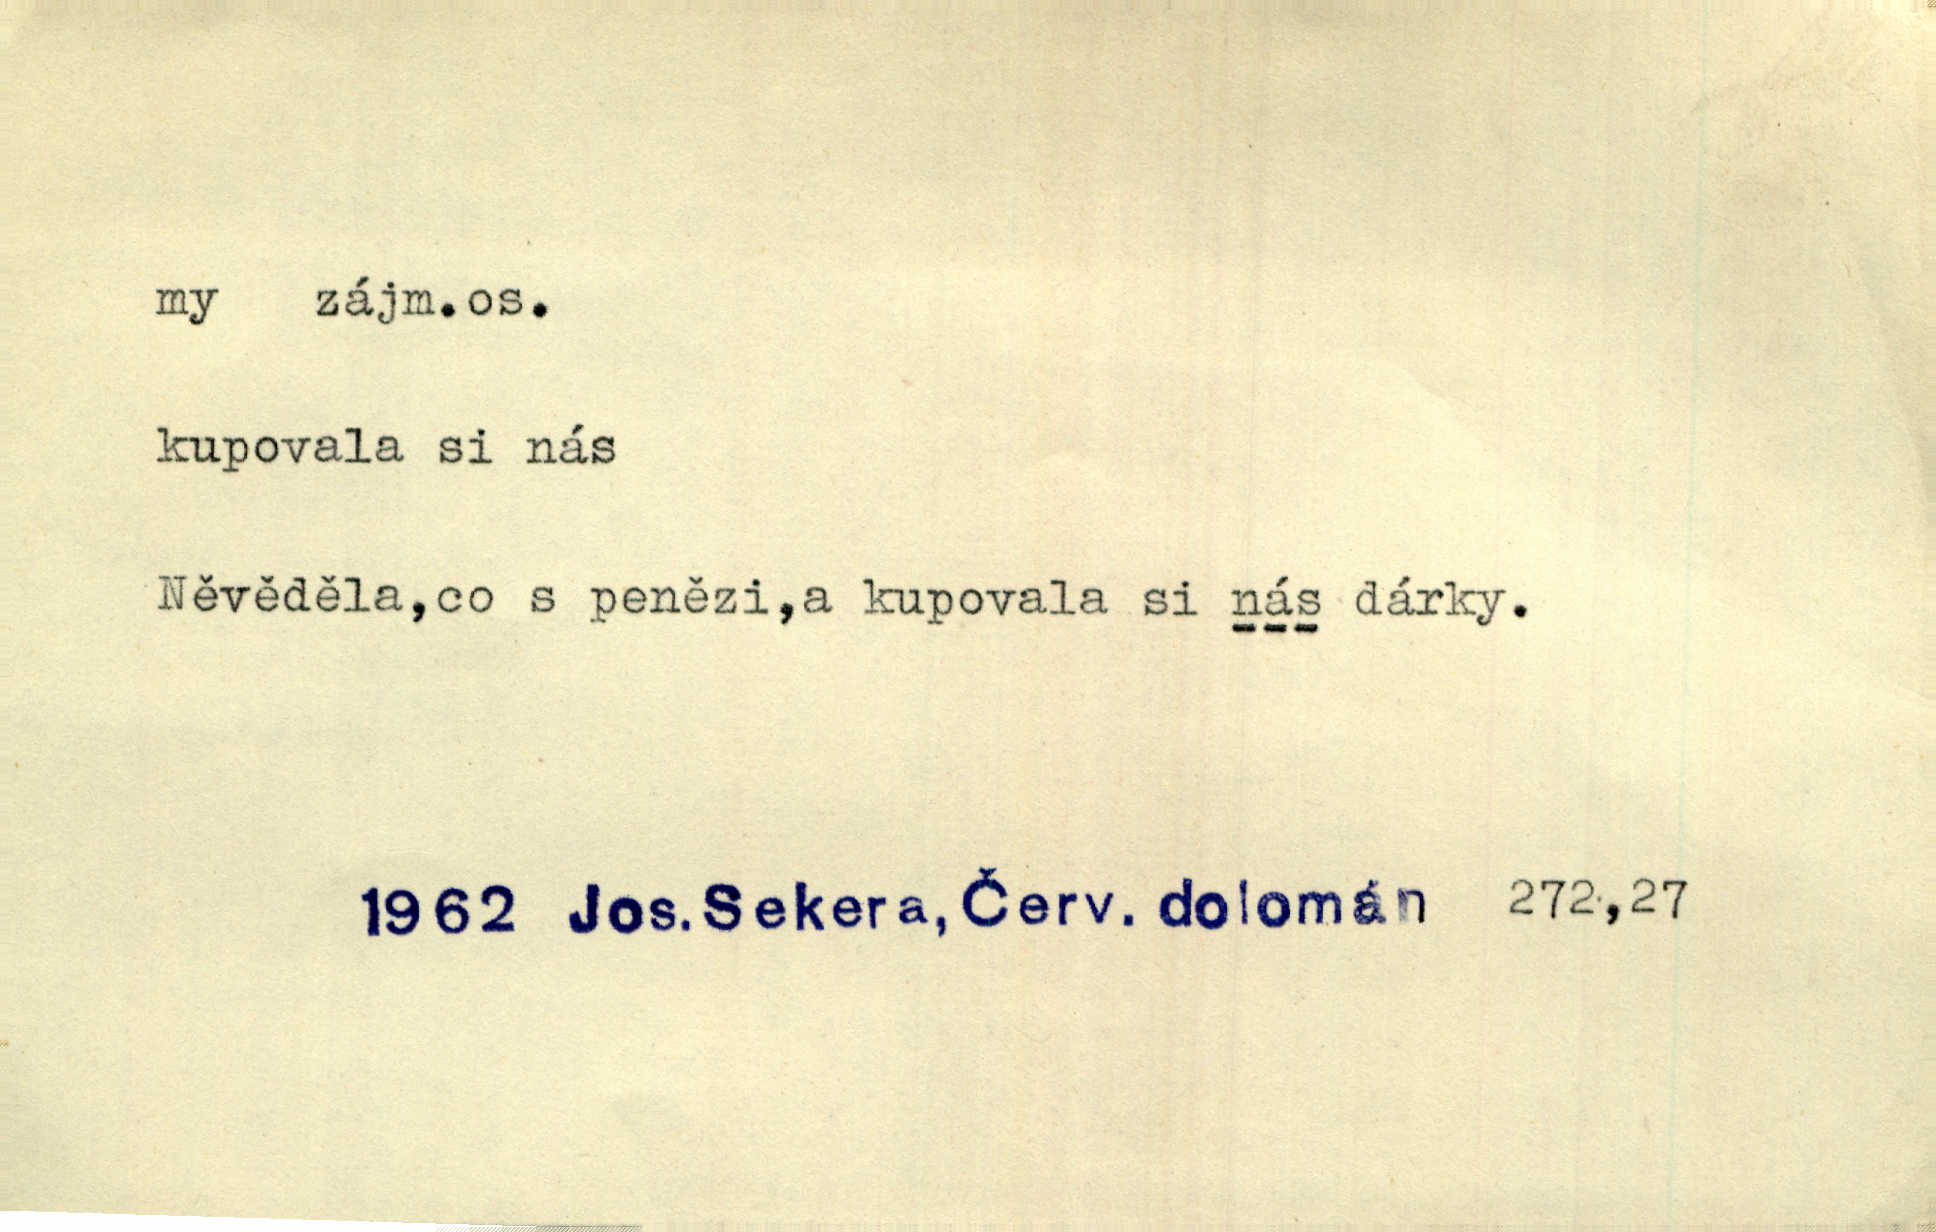 my zájm.os.
kupovala si nás
Něvěděla,co s penězi,a kupovala si nás dárky.
1962 Jos.Sekera,Červ. dolomán 272,27